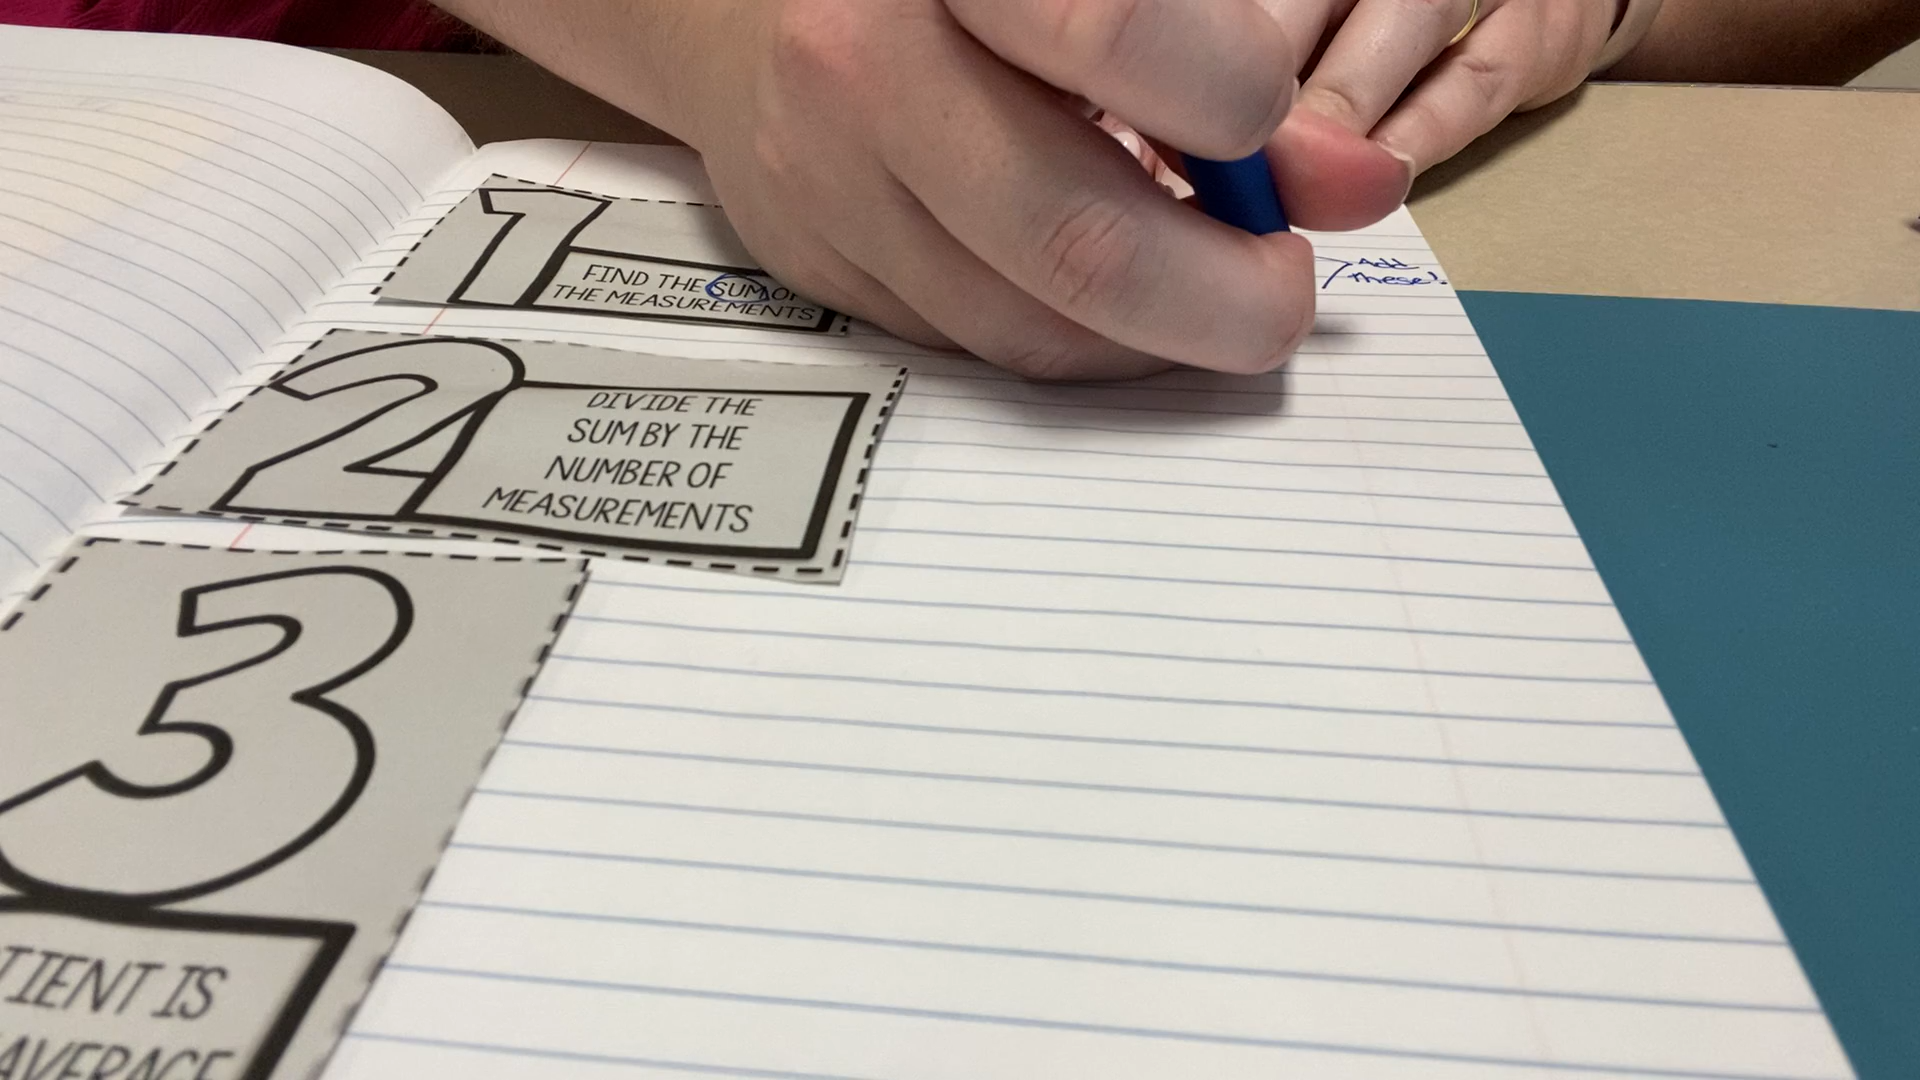 1
FIND THE SUM OF
THE MEASUREMENTS
Add
these!
2
DIVIDE THE
SUM BY THE
NUMBER OF
MEASUREMENTS
3
TIENT IS
AVERAGE